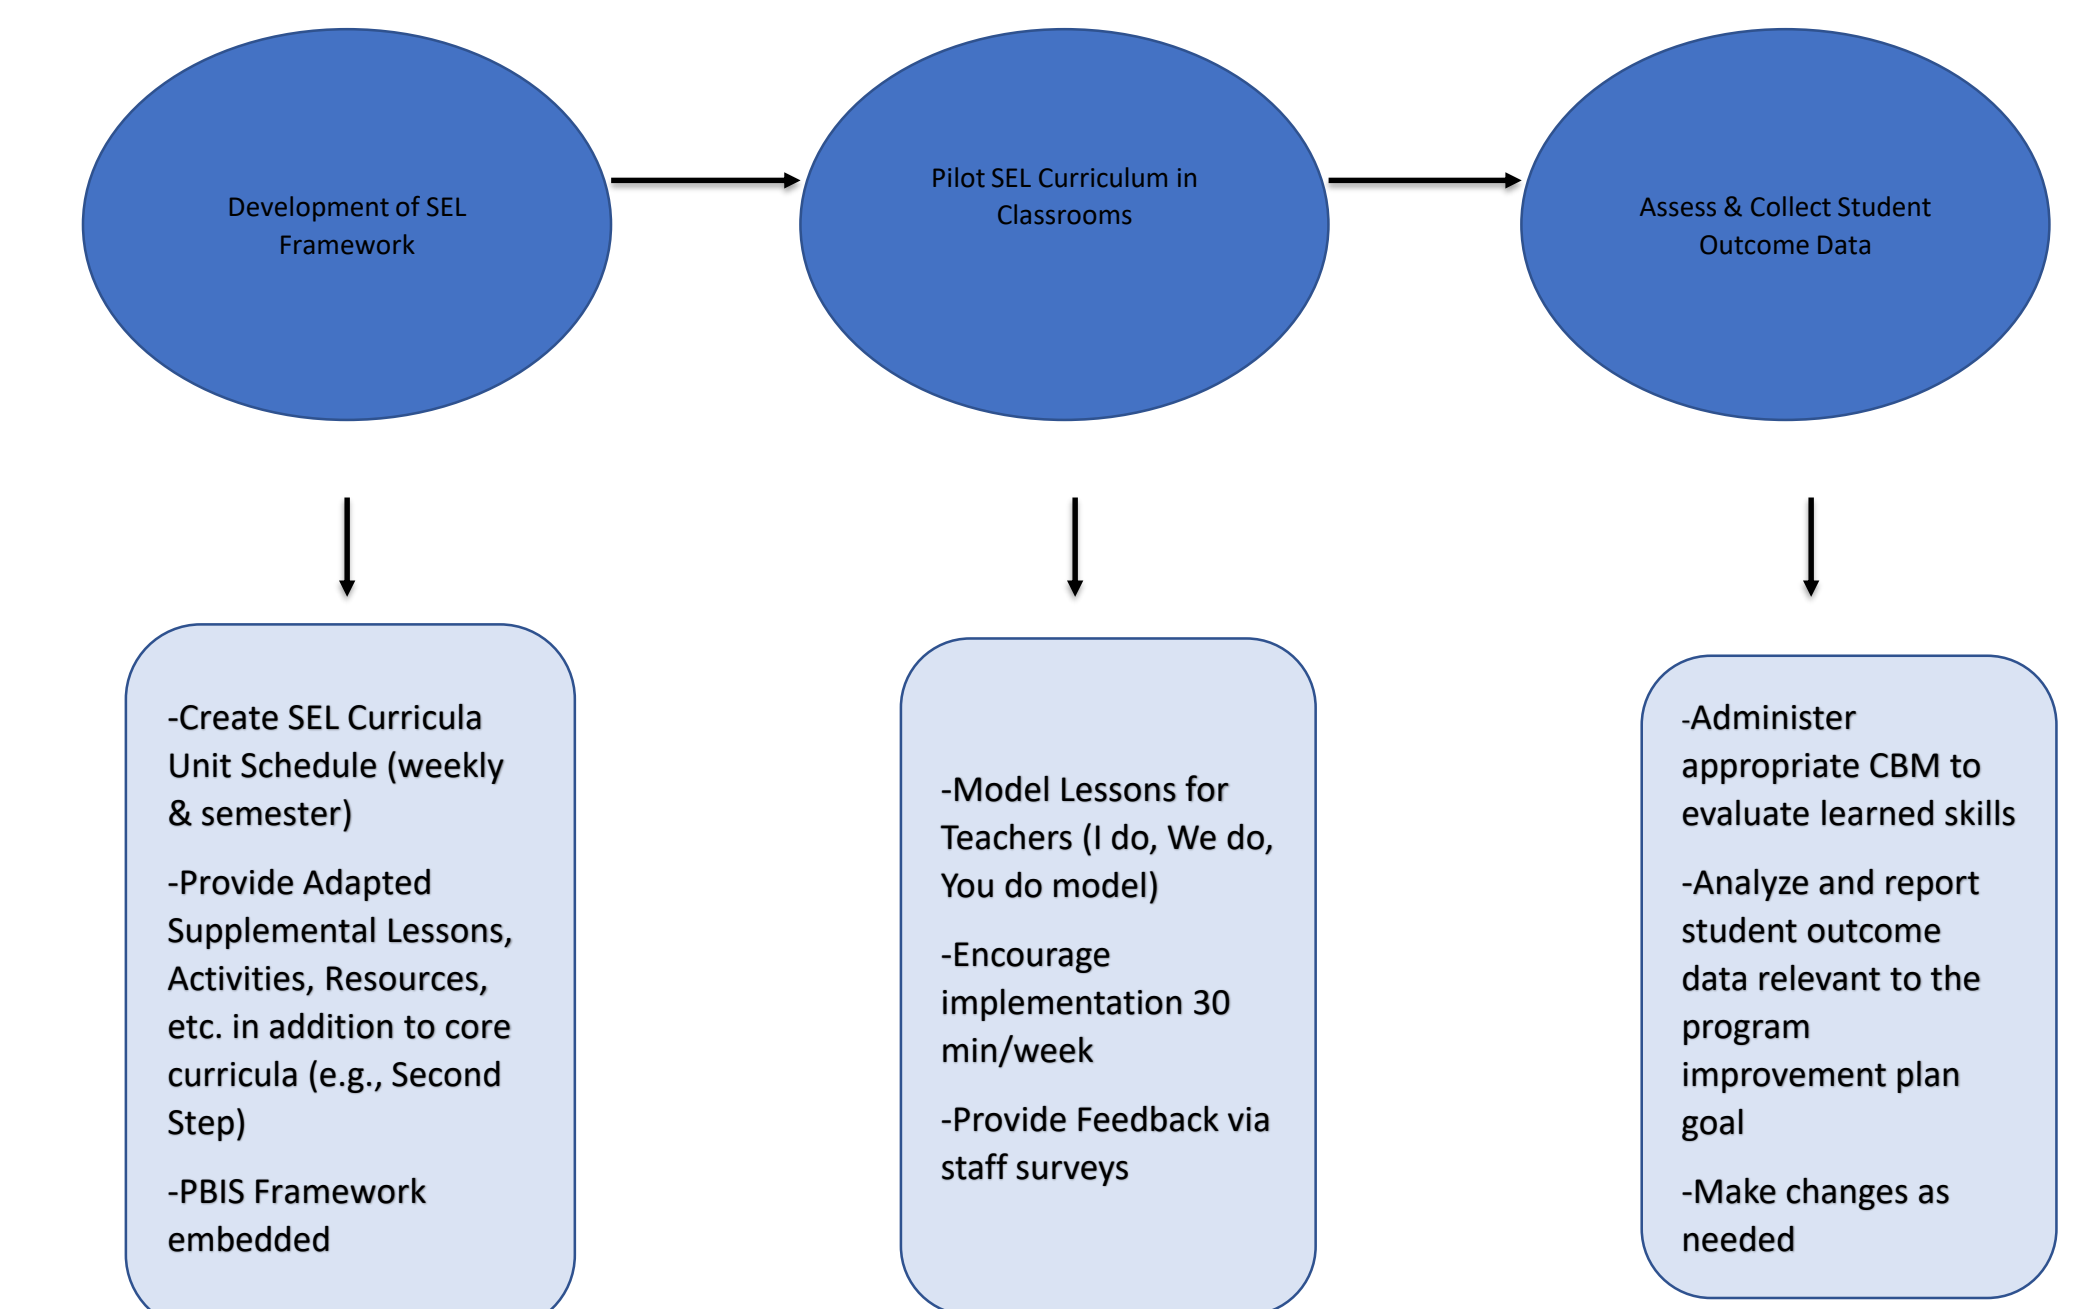 Development of SEL
Framework
Pilot SEL Curriculum in
Classrooms
Assess & Collect Student
Outcome Data
-Create SEL Curricula
Unit Schedule (weekly
& semester)
-Provide Adapted
Supplemental Lessons,
Activities, Resources,
etc. in addition to core
curricula (e.g., Second
Step)
-PBIS Framework
embedded
-Model Lessons for
Teachers (I do, We do,
You do model)
-Encourage
implementation 30
min/week
-Provide Feedback via
staff surveys
-Administer
appropriate CBM to
evaluate learned skills
-Analyze and report
student outcome
data relevant to the
program
improvement plan
goal
-Make changes as
needed